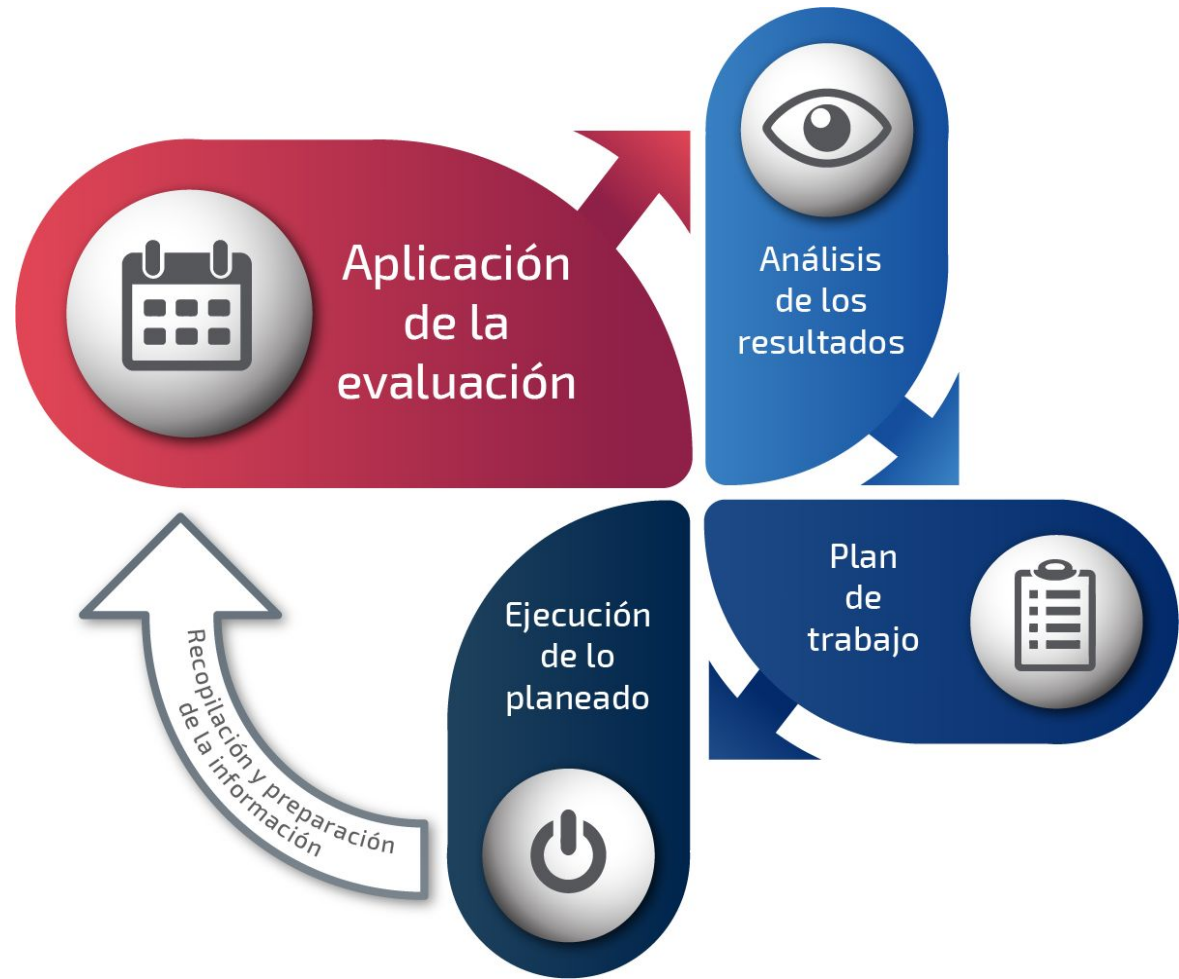 Aplicación
de la
evaluación
Análisis
de los
resultados
Plan
de
trabajo
Ejecución
de lo
planeado
Recopilación y preparación
de la información